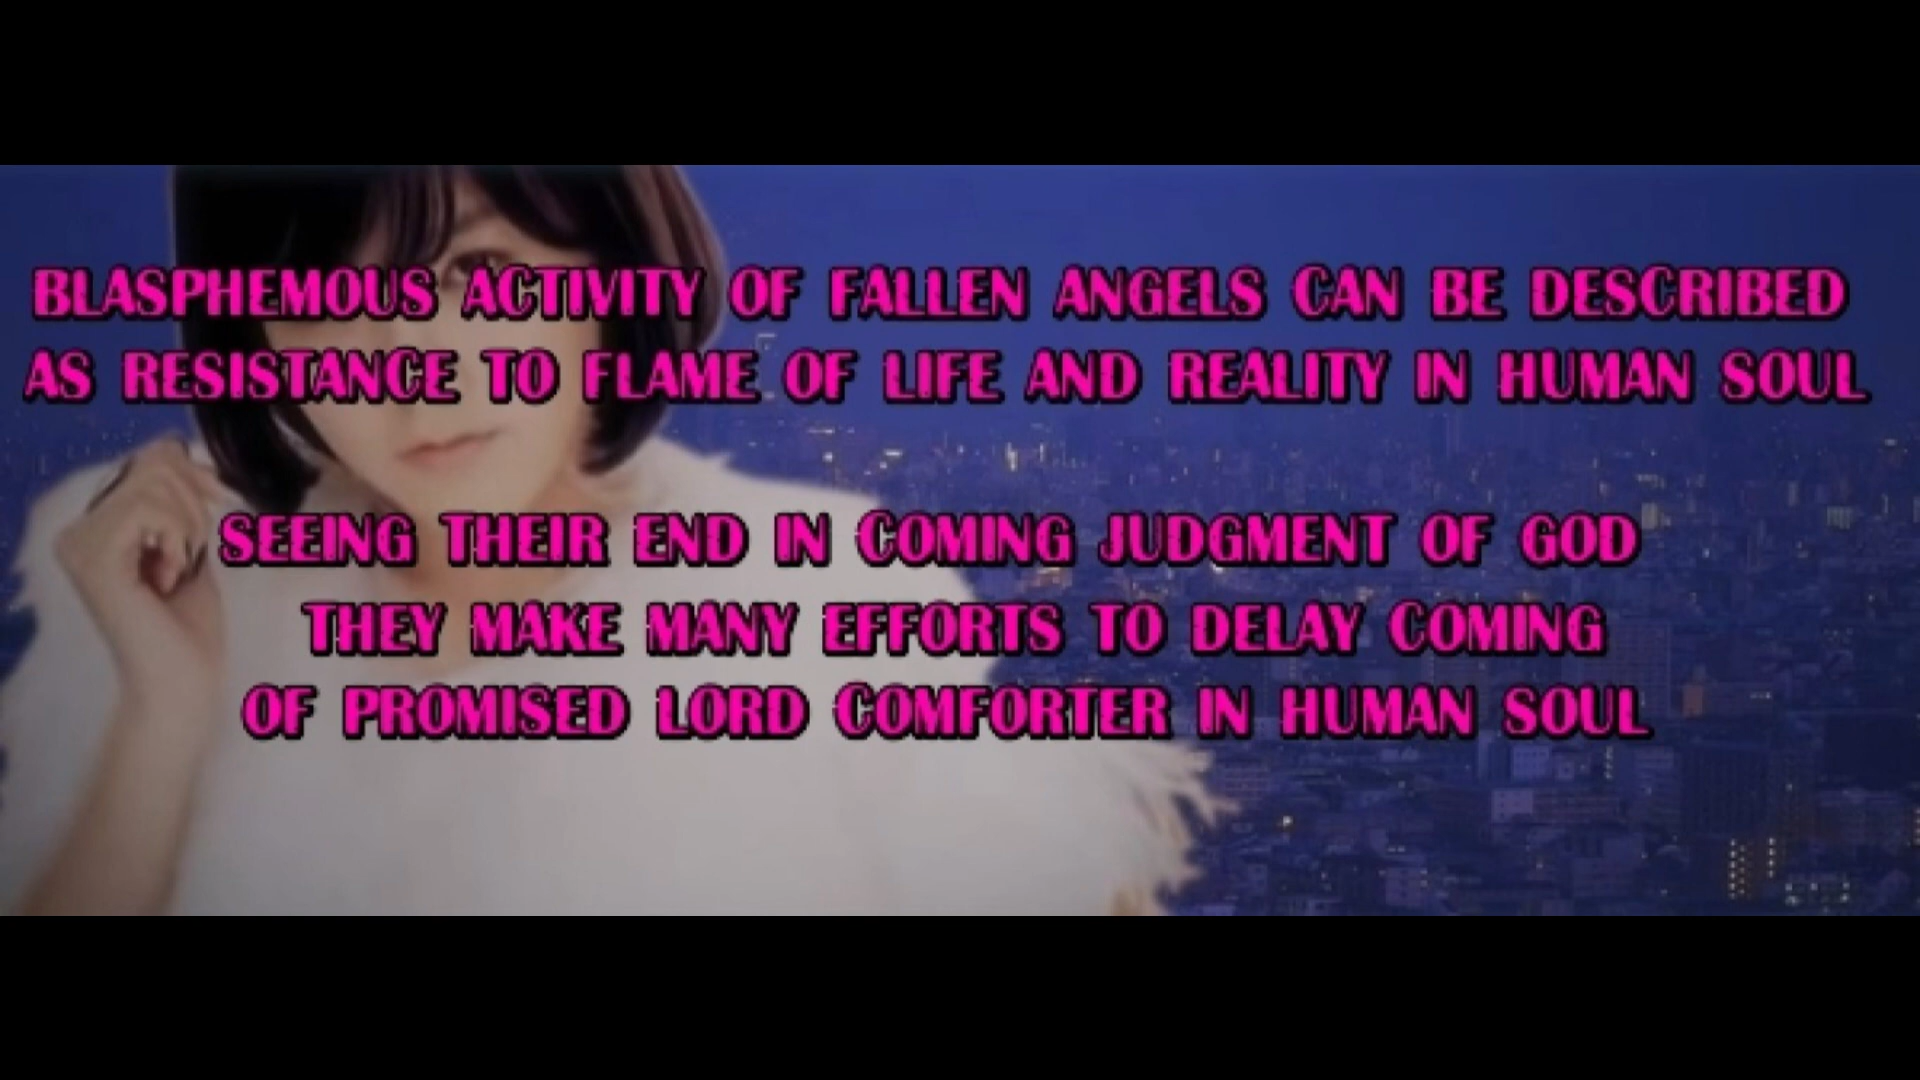 BLASPHEMOUS ACTIVITY OF FALLEN ANGELS CAN BE DESCRIBED
AS RESISTANCE TO FLAME OF LIFE AND REALITY IN HUMAN SOUL
SEEING THEIR END IN COMING JUDGMENT OF GOD
THEY MAKE MANY EFFORTS TO DELAY COMING
OF PROMISED LORD COMFORTER IN HUMAN SOUL